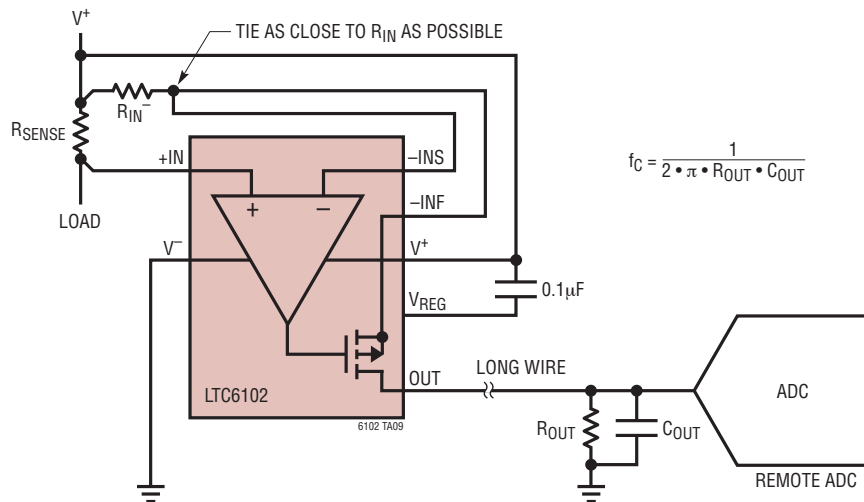 V+
TIE AS CLOSE TO RIN AS POSSIBLE
RIN–
RSENSE
+IN
–INS
–INF
LOAD
+
–
V–
V+
VREG
0.1µF
fC = 1 / 2 • π • ROUT • COUT
OUT
LONG WIRE
LTC6102
6102 TA09
ROUT
COUT
ADC
REMOTE ADC